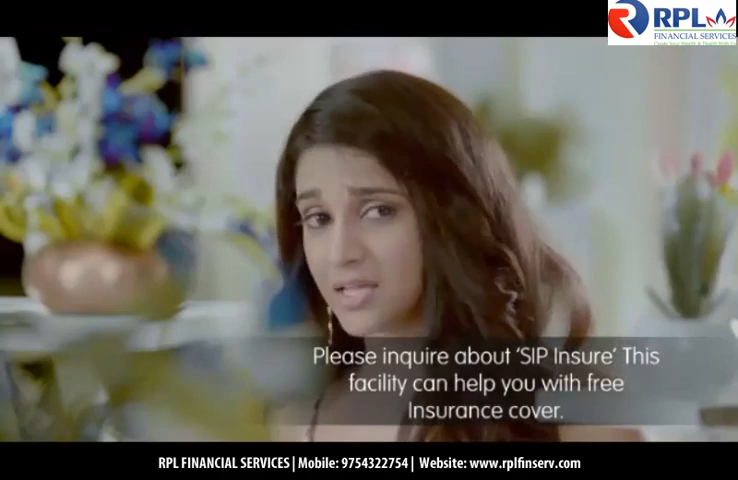 RPL
FINANCIAL SERVICES
Please inquire about ‘SIP Insure’ This
facility can help you with free
Insurance cover.
RPL FINANCIAL SERVICES | Mobile: 9754322754 | Website: www.rplfinserv.com